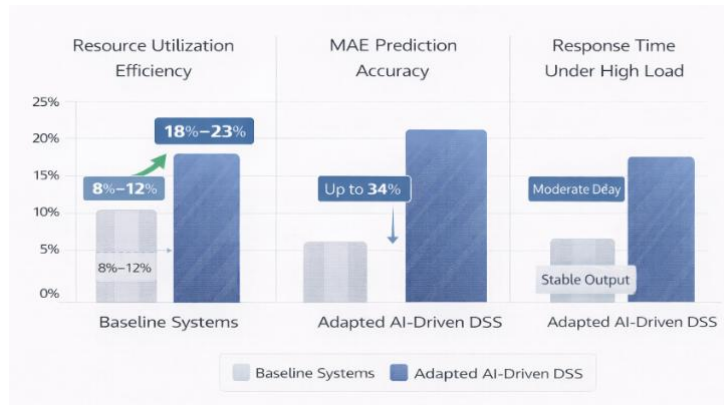 Resource Utilization
Efficiency
MAE Prediction
Accuracy
Response Time
Under High Load
25%
20%
15%
10%
5%
0%
18%–23%
8%–12%
8%–12%
Up to 34%
Moderate Delay
Stable Output
Baseline Systems
Adapted AI-Driven DSS
Adapted AI-Driven DSS
Baseline Systems
Adapted AI-Driven DSS